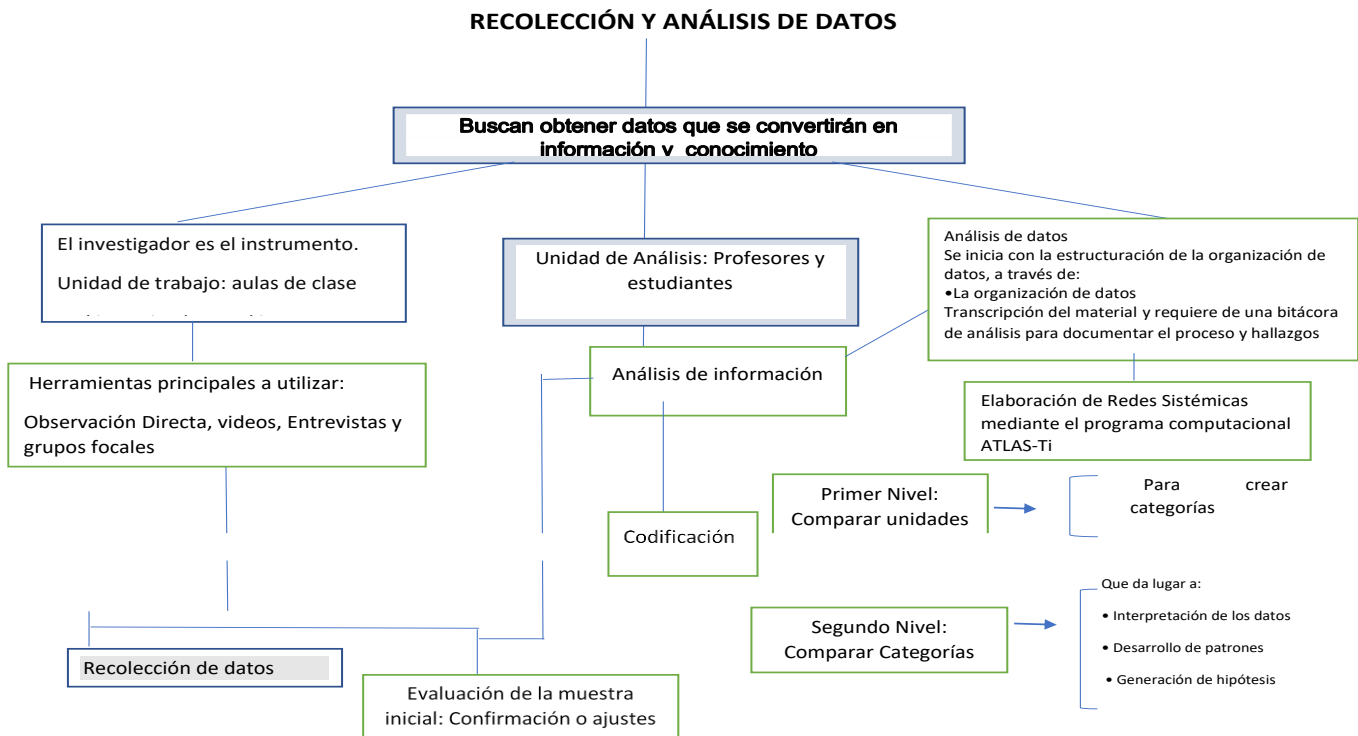 RECOLECCIÓN Y ANÁLISIS DE DATOS
Buscan obtener datos que se convertirán en
información y conocimiento
El investigador es el instrumento.
Unidad de trabajo: aulas de clase
Unidad de Análisis: Profesores y
estudiantes
Análisis de datos
Se inicia con la estructuración de la organización de
datos, a través de:
•La organización de datos
Transcripción del material y requiere de una bitácora
de análisis para documentar el proceso y hallazgos
Herramientas principales a utilizar:
Observación Directa, videos, Entrevistas y
grupos focales
Análisis de información
Elaboración de Redes Sistémicas
mediante el programa computacional
ATLAS-Ti
Primer Nivel:
Comparar unidades
Para crear
categorías
Codificación
Que da lugar a:
• Interpretación de los datos
• Desarrollo de patrones
• Generación de hipótesis
Segundo Nivel:
Comparar Categorías
Recolección de datos
Evaluación de la muestra
inicial: Confirmación o ajustes